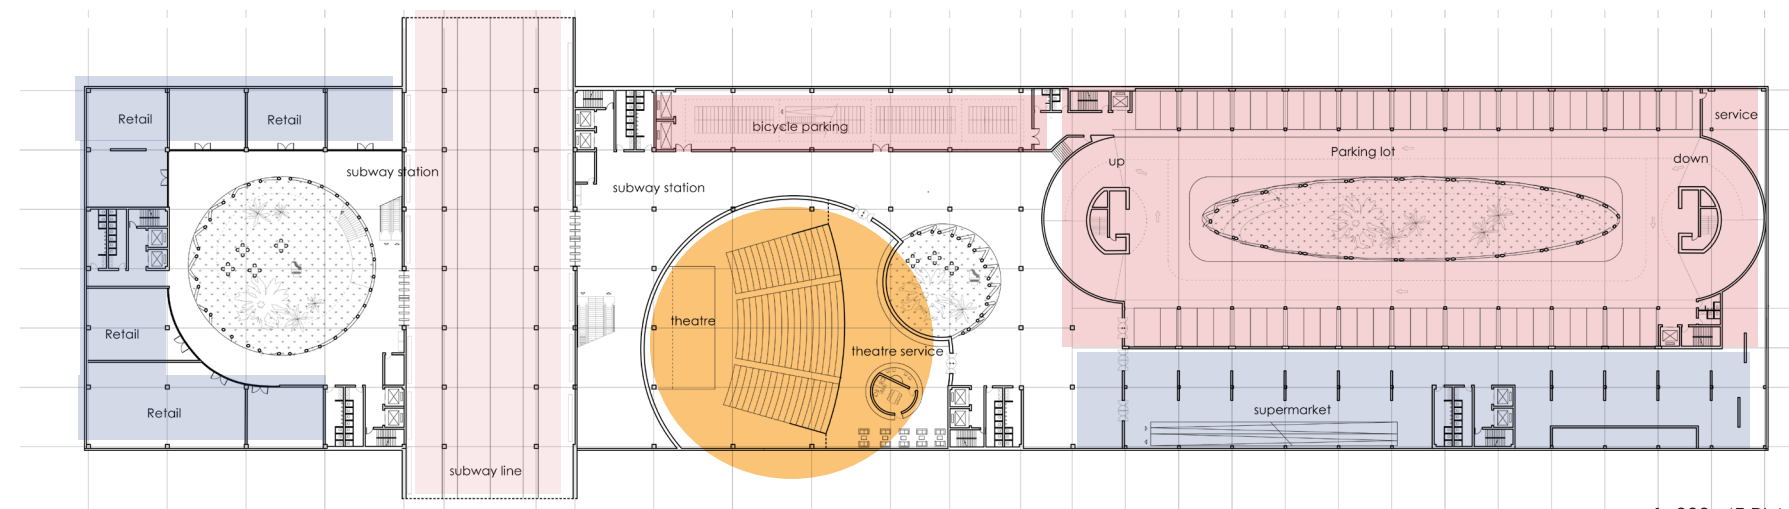 Retail
Retail
bicycle parking
service
Parking lot
up
down
subway station
subway station
theatre
Retail
theatre service
Retail
supermarket
subway line